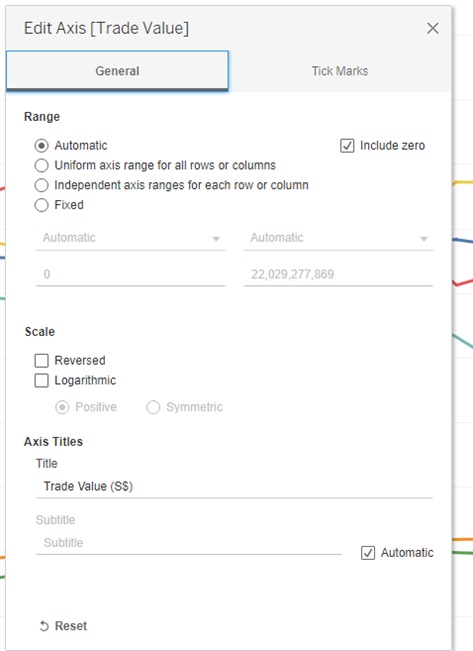 Edit Axis [Trade Value]
General
Tick Marks
Range
Automatic
Include zero
Uniform axis range for all rows or columns
Independent axis ranges for each row or column
Fixed
Automatic
Automatic
0
22,029,277,869
Scale
Reversed
Logarithmic
Positive
Symmetric
Axis Titles
Title
Trade Value (S$)
Subtitle
Subtitle
Automatic
Reset